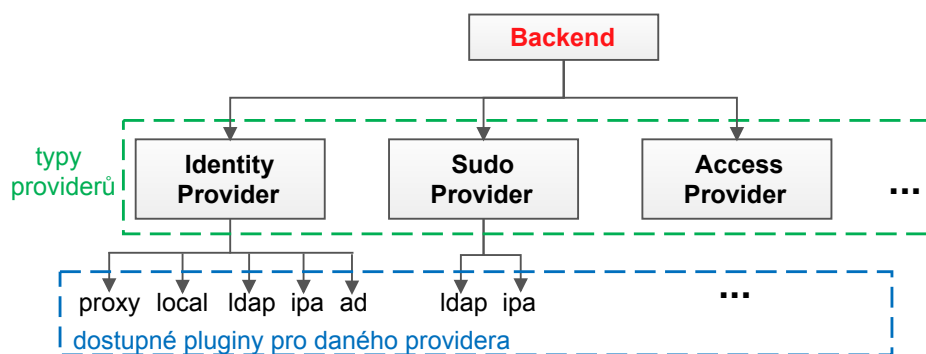 Backend
typy
providerů
Identity
Provider
Sudo
Provider
Access
Provider
...
proxy local ldap ipa ad
ldap ipa
...
dostupné pluginy pro daného providera